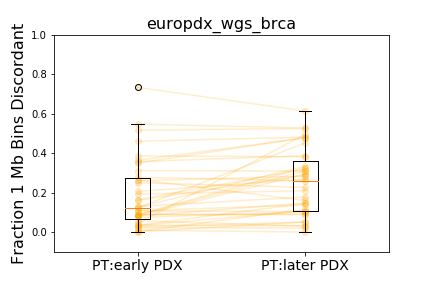 europdx_wgs_brca
Fraction 1 Mb Bins Discordant
1.0
0.8
0.6
0.4
0.2
0.0
PT:early PDX
PT:later PDX